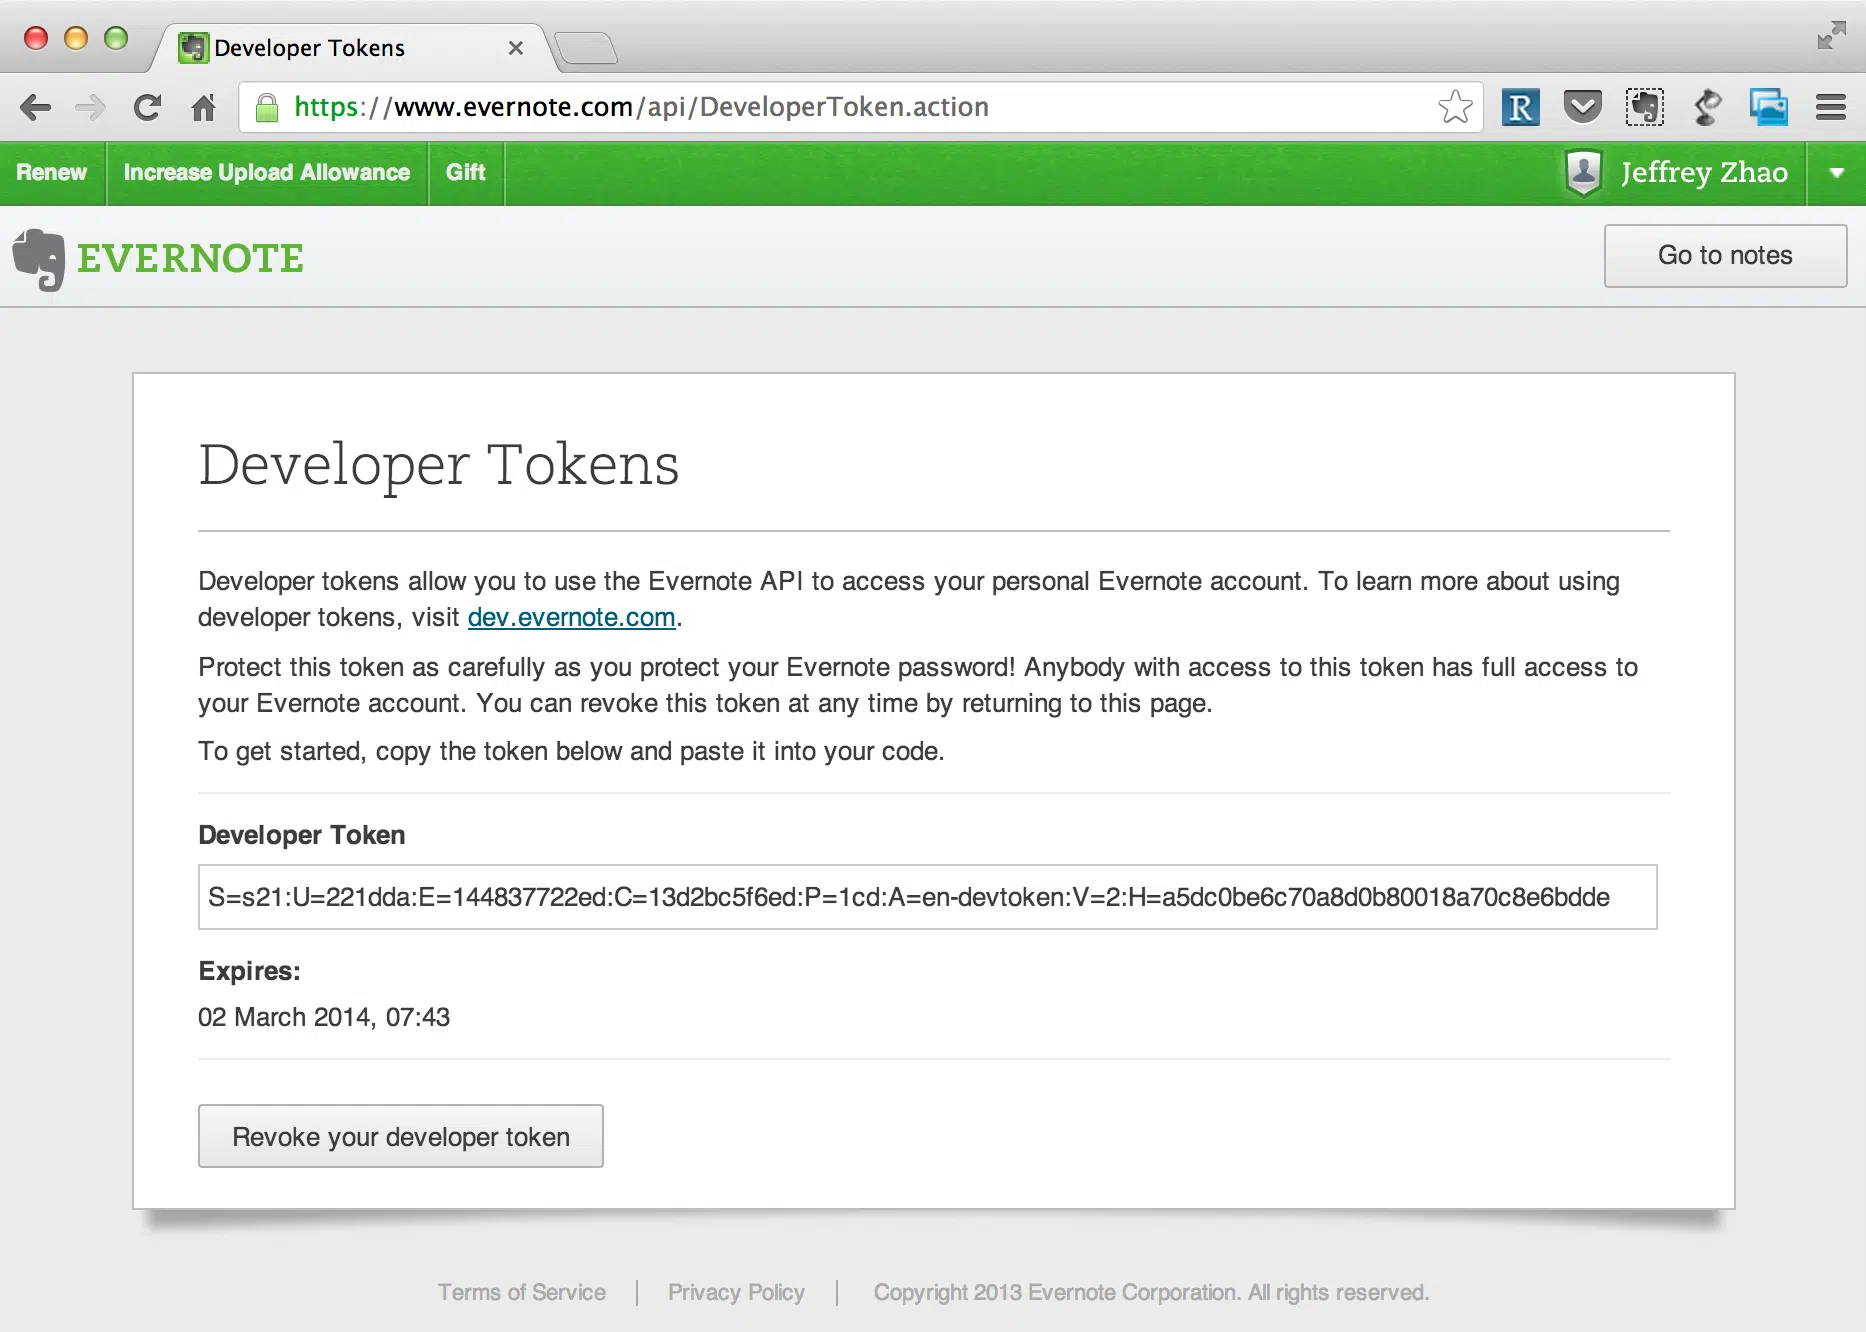 Developer Tokens
https://www.evernote.com/api/DeveloperToken.action
R
Renew
Increase Upload Allowance
Gift
Jeffrey Zhao
EVERNOTE
Go to notes
Developer Tokens
Developer tokens allow you to use the Evernote API to access your personal Evernote account. To learn more about using
developer tokens, visit dev.evernote.com.
Protect this token as carefully as you protect your Evernote password! Anybody with access to this token has full access to
your Evernote account. You can revoke this token at any time by returning to this page.
To get started, copy the token below and paste it into your code.
Developer Token
S=s21:U=221dda:E=144837722ed:C=13d2bc5f6ed:P=1cd:A=en-devtoken:V=2:H=a5dc0be6c70a8d0b80018a70c8e6bdde
Expires:
02 March 2014, 07:43
Revoke your developer token
Terms of Service | Privacy Policy | Copyright 2013 Evernote Corporation. All rights reserved.